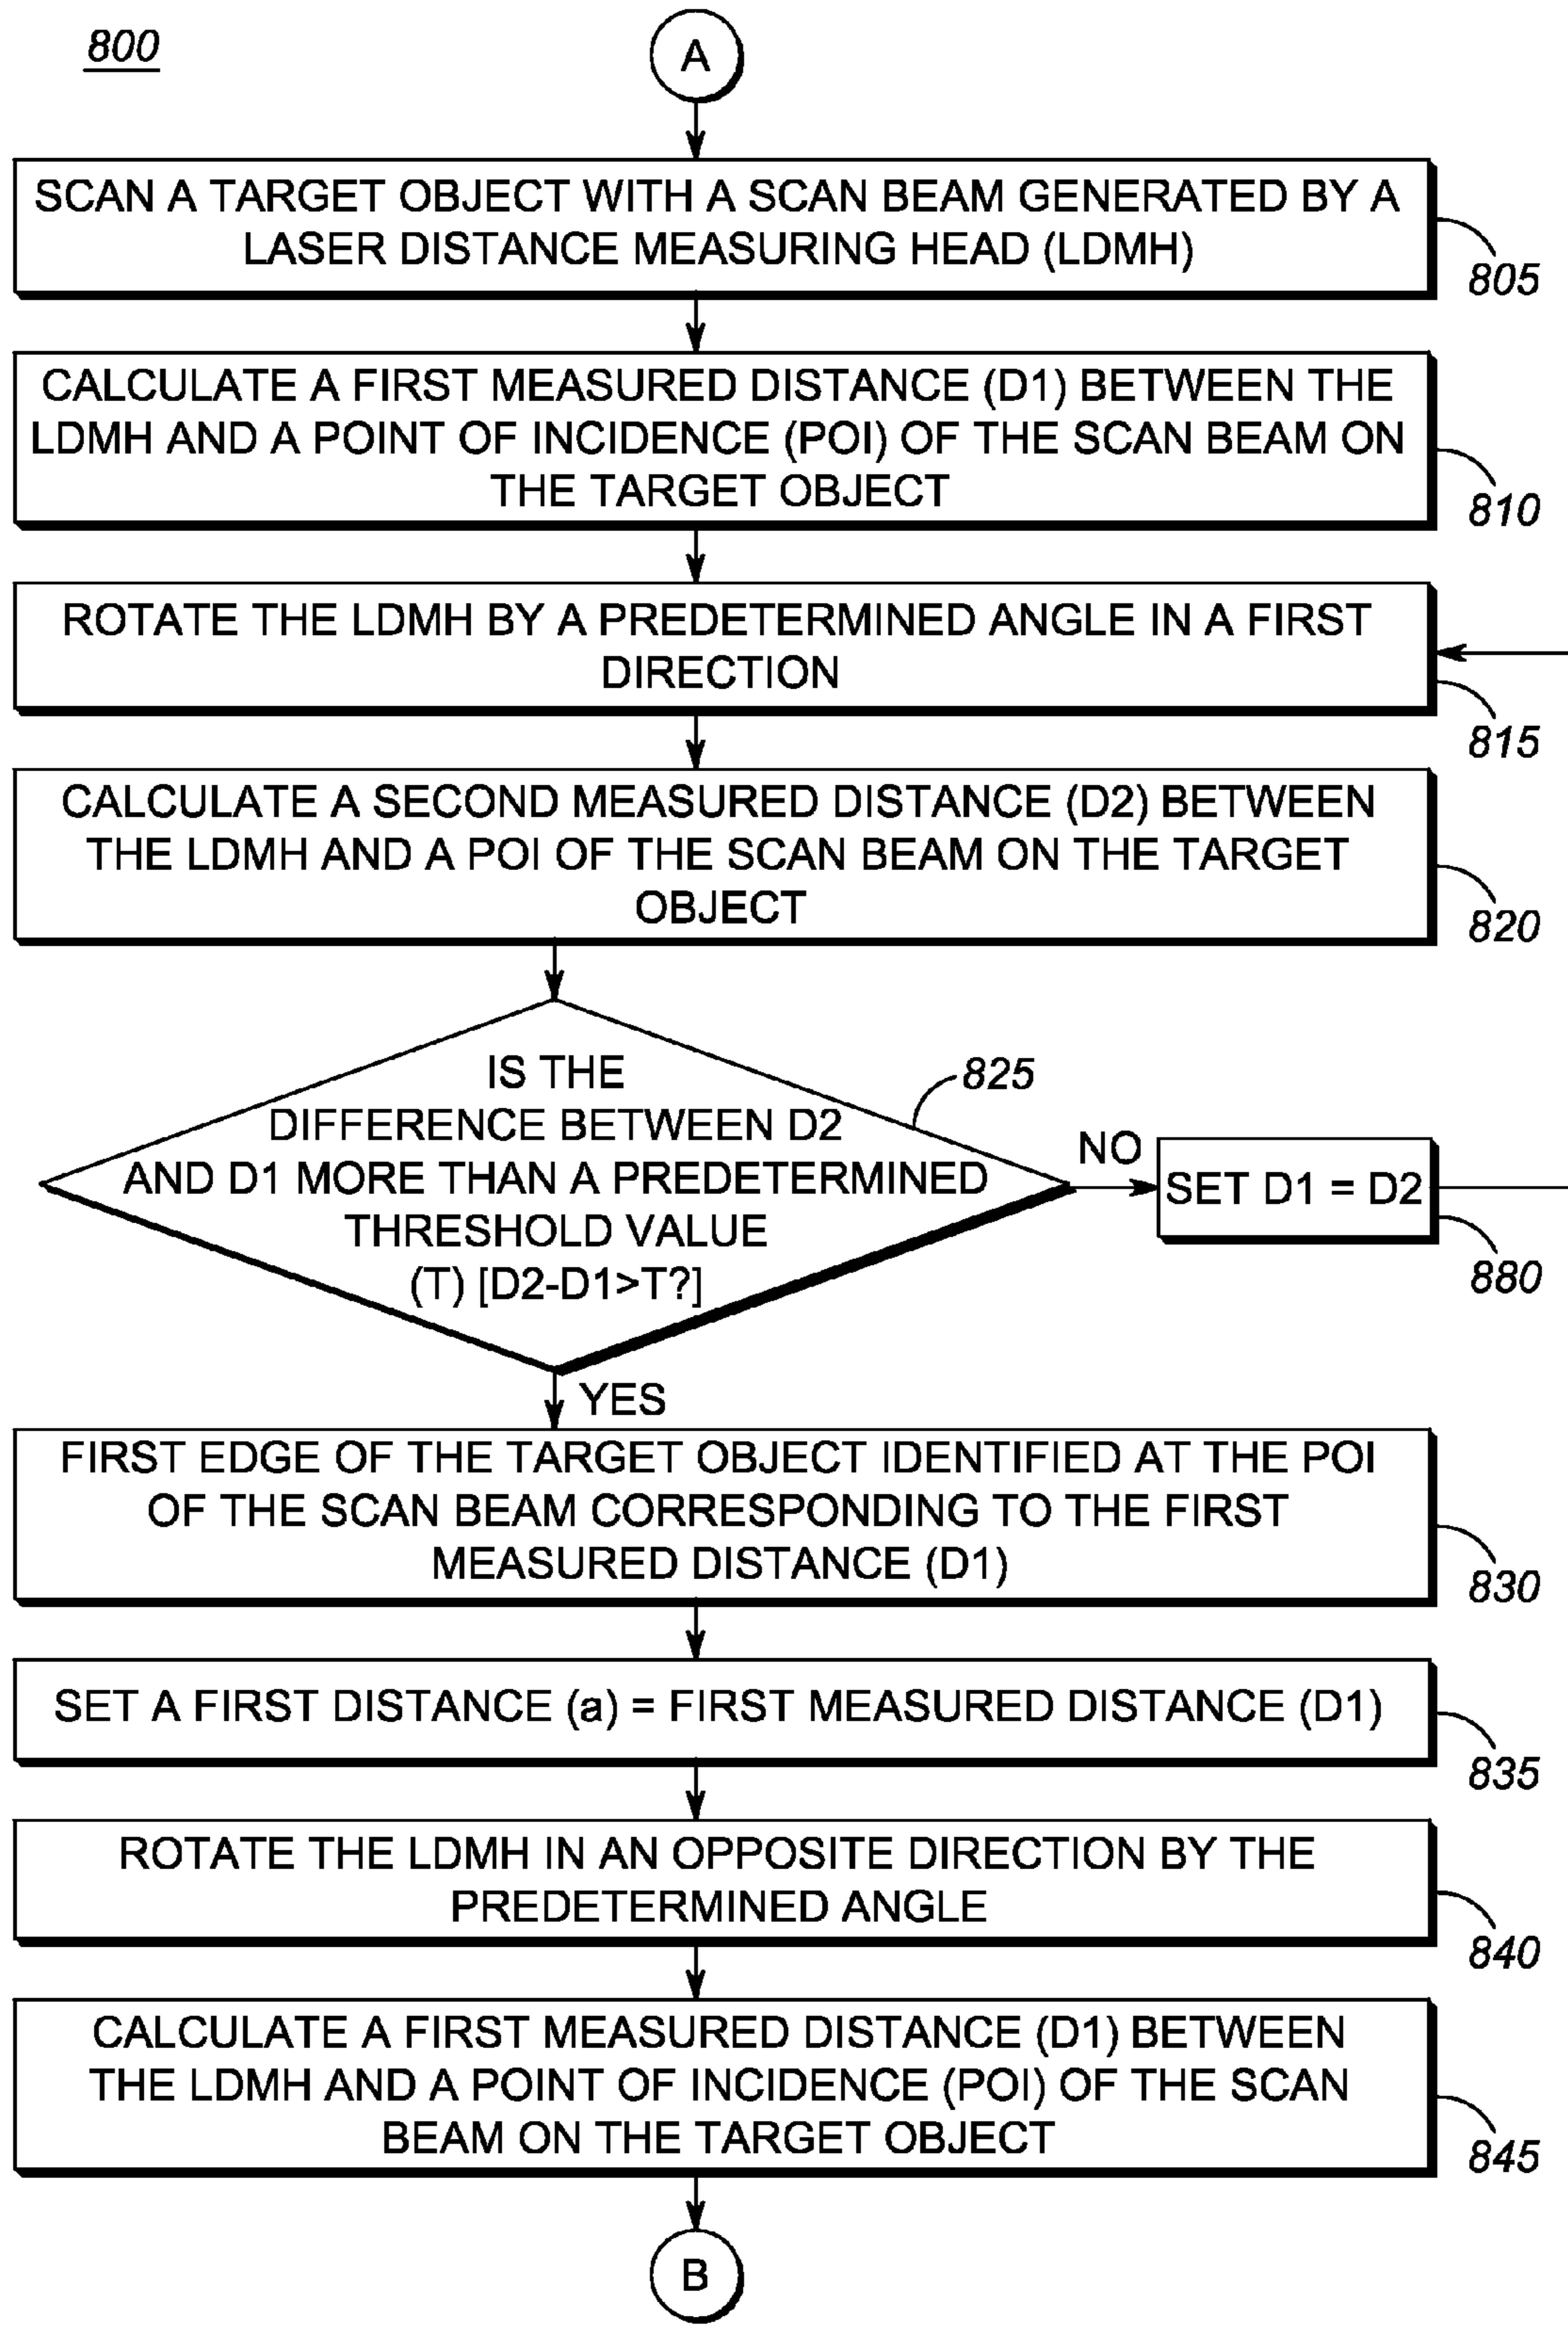 800
A
SCAN A TARGET OBJECT WITH A SCAN BEAM GENERATED BY A
LASER DISTANCE MEASURING HEAD (LDMH)
805
CALCULATE A FIRST MEASURED DISTANCE (D1) BETWEEN THE
LDMH AND A POINT OF INCIDENCE (POI) OF THE SCAN BEAM ON
THE TARGET OBJECT
810
ROTATE THE LDMH BY A PREDETERMINED ANGLE IN A FIRST
DIRECTION
815
CALCULATE A SECOND MEASURED DISTANCE (D2) BETWEEN
THE LDMH AND A POI OF THE SCAN BEAM ON THE TARGET
OBJECT
820
IS THE
DIFFERENCE BETWEEN D2
AND D1 MORE THAN A PREDETERMINED
THRESHOLD VALUE
(T) [D2-D1>T?]
825
NO
SET D1 = D2
880
YES
FIRST EDGE OF THE TARGET OBJECT IDENTIFIED AT THE POI
OF THE SCAN BEAM CORRESPONDING TO THE FIRST
MEASURED DISTANCE (D1)
830
SET A FIRST DISTANCE (a) = FIRST MEASURED DISTANCE (D1)
835
ROTATE THE LDMH IN AN OPPOSITE DIRECTION BY THE
PREDETERMINED ANGLE
840
CALCULATE A FIRST MEASURED DISTANCE (D1) BETWEEN
THE LDMH AND A POINT OF INCIDENCE (POI) OF THE SCAN
BEAM ON THE TARGET OBJECT
845
B